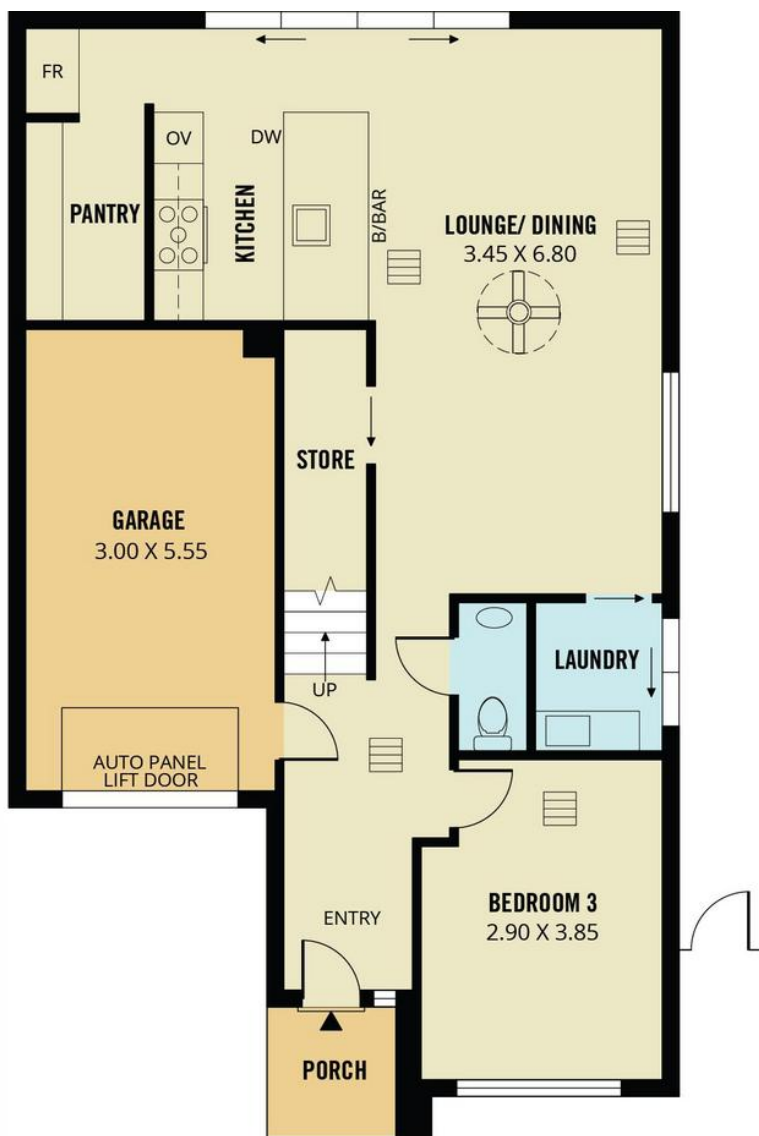 FR
OV
DW
PANTRY
KITCHEN
B/BAR
LOUNGE/ DINING
3.45 X 6.80
STORE
GARAGE
3.00 X 5.55
LAUNDRY
UP
AUTO PANEL
LIFT DOOR
BEDROOM 3
2.90 X 3.85
ENTRY
PORCH